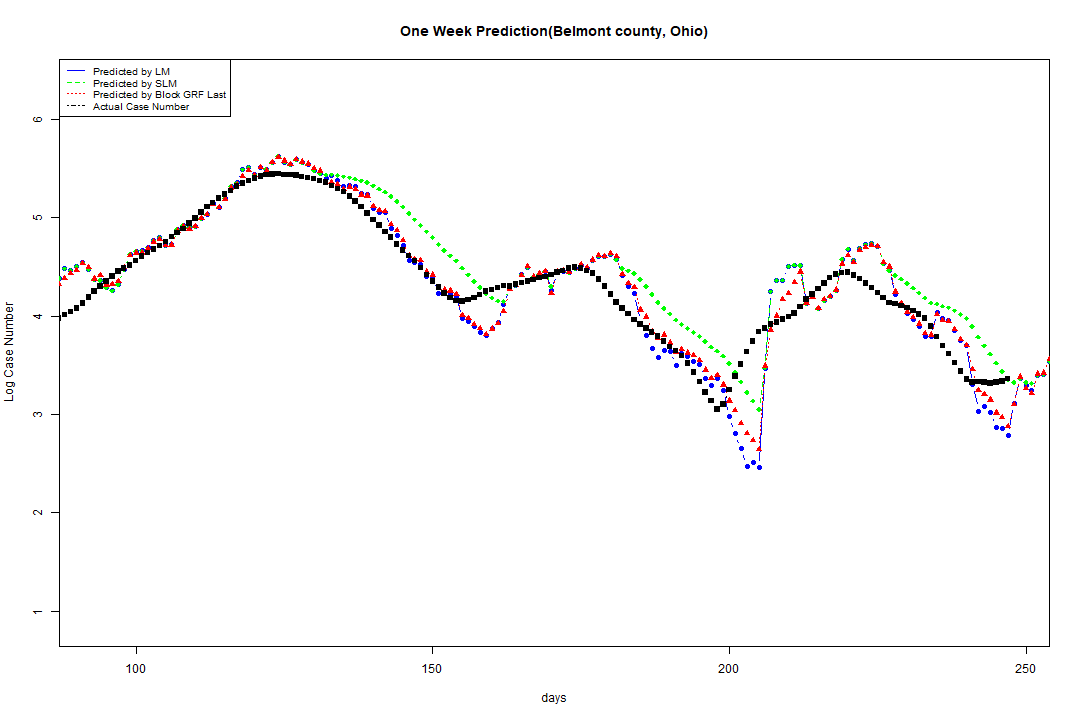 One Week Prediction(Belmont county, Ohio)
Predicted by LM
Predicted by SLM
Predicted by Block GRF Last
Actual Case Number
6
5
4
3
2
1
Log Case Number
100
150
200
250
days